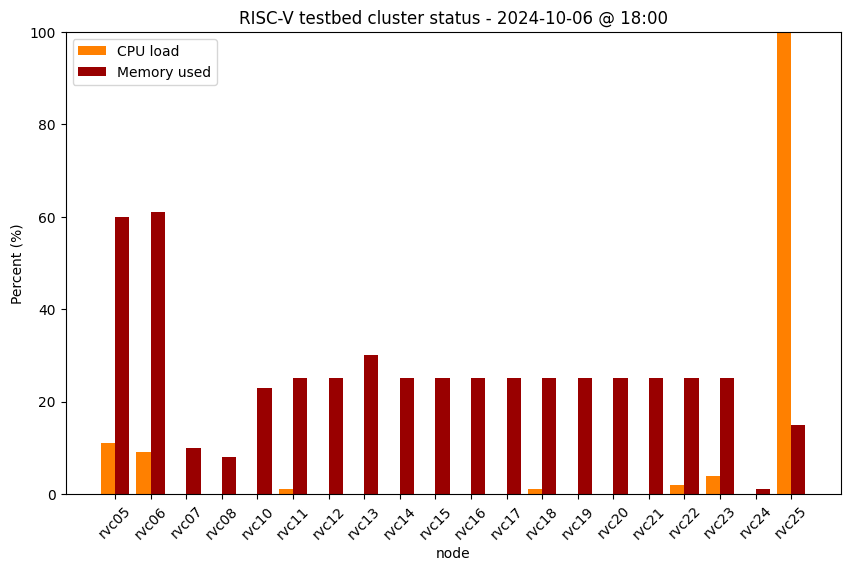 RISC-V testbed cluster status - 2024-10-06 @ 18:00
CPU load
Memory used
Percent (%)
100
80
60
40
20
0
rvc05
rvc06
rvc07
rvc08
rvc10
rvc11
rvc12
rvc13
rvc14
rvc15
rvc16
rvc17
rvc18
rvc19
rvc20
rvc21
rvc22
rvc23
rvc24
rvc25
node